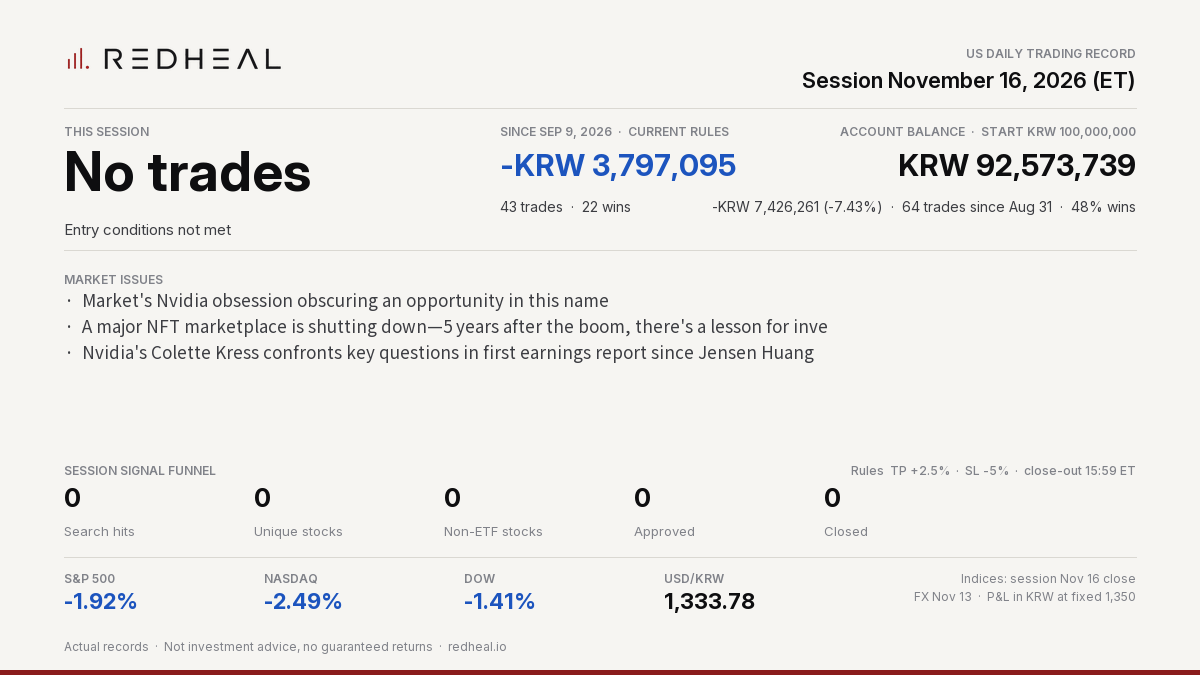 REDHEAL
US DAILY TRADING RECORD
Session November 16, 2026 (ET)
THIS SESSION
No trades
Entry conditions not met
SINCE SEP 9, 2026 · CURRENT RULES
-KRW 3,797,095
43 trades · 22 wins
ACCOUNT BALANCE · START KRW 100,000,000
KRW 92,573,739
-KRW 7,426,261 (-7.43%) · 64 trades since Aug 31 · 48% wins
MARKET ISSUES
· Market's Nvidia obsession obscuring an opportunity in this name
· A major NFT marketplace is shutting down—5 years after the boom, there's a lesson for inve
· Nvidia's Colette Kress confronts key questions in first earnings report since Jensen Huang
SESSION SIGNAL FUNNEL
Rules TP +2.5% · SL -5% · close-out 15:59 ET
0 0 0 0 0
Search hits Unique stocks Non-ETF stocks Approved Closed
S&P 500 NASDAQ DOW USD/KRW
-1.92% -2.49% -1.41% 1,333.78
Indices: session Nov 16 close
FX Nov 13 · P&L in KRW at fixed 1,350
Actual records · Not investment advice, no guaranteed returns · redheal.io